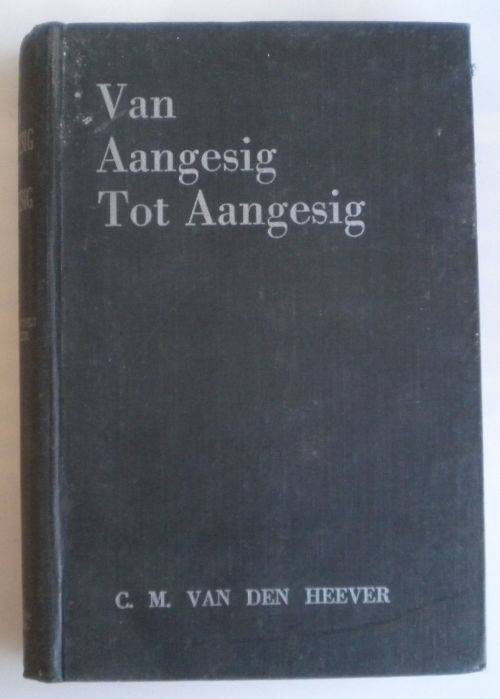 Van
Aangesig
Tot Aangesig
C. M. VAN DEN HEEVER